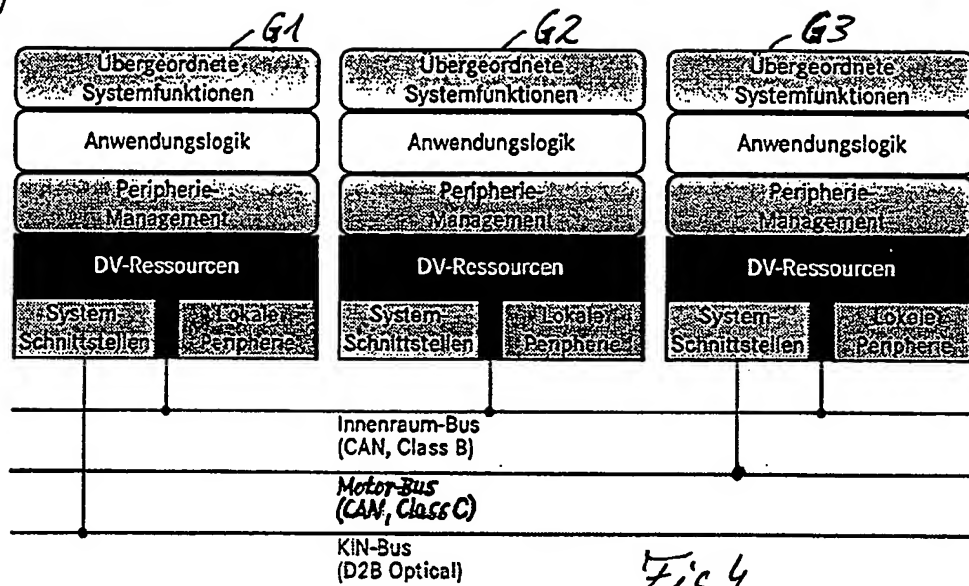 G1
Übergeordnete
Systemfunktionen
Anwendungslogik
Peripherie-
Management
DV-Ressourcen
System-
Schnittstellen
Lokale
Peripherie
G2
Übergeordnete
Systemfunktionen
Anwendungslogik
Peripherie-
Management
DV-Ressourcen
System-
Schnittstellen
Lokale
Peripherie
G3
Übergeordnete
Systemfunktionen
Anwendungslogik
Peripherie-
Management
DV-Ressourcen
System-
Schnittstellen
Lokale
Peripherie
Innenraum-Bus
(CAN, Class B)
Motor-Bus
(CAN, Class C)
KIN-Bus
(D2B Optical)
Fig 4